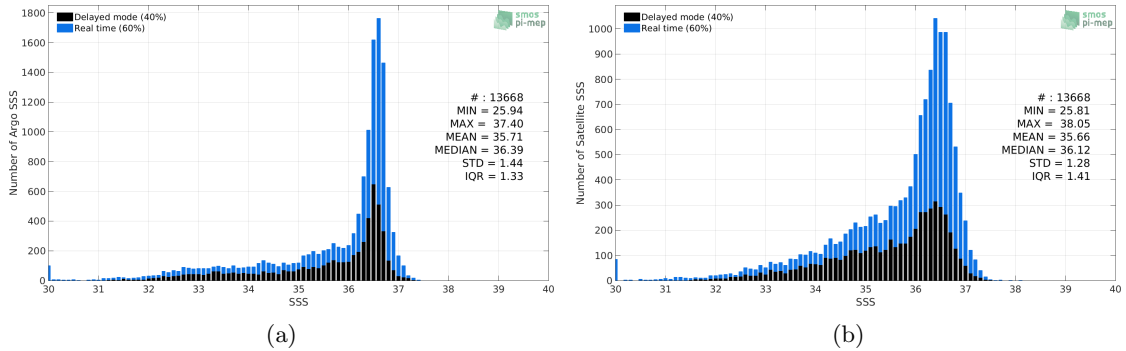 Delayed mode (40%)
Real time (60%)
smos
pi-mep
# : 13668
MIN = 25.94
MAX = 37.40
MEAN = 35.71
MEDIAN = 36.39
STD = 1.44
IQR = 1.33
Number of Argo SSS
1800
1600
1400
1200
1000
800
600
400
200
0
30 31 32 33 34 35 36 37 38 39 40
SSS
(a)
Delayed mode (40%)
Real time (60%)
smos
pi-mep
# : 13668
MIN = 25.81
MAX = 38.05
MEAN = 35.66
MEDIAN = 36.12
STD = 1.28
IQR = 1.41
Number of Satellite SSS
1000
900
800
700
600
500
400
300
200
100
0
30 31 32 33 34 35 36 37 38 39 40
SSS
(b)